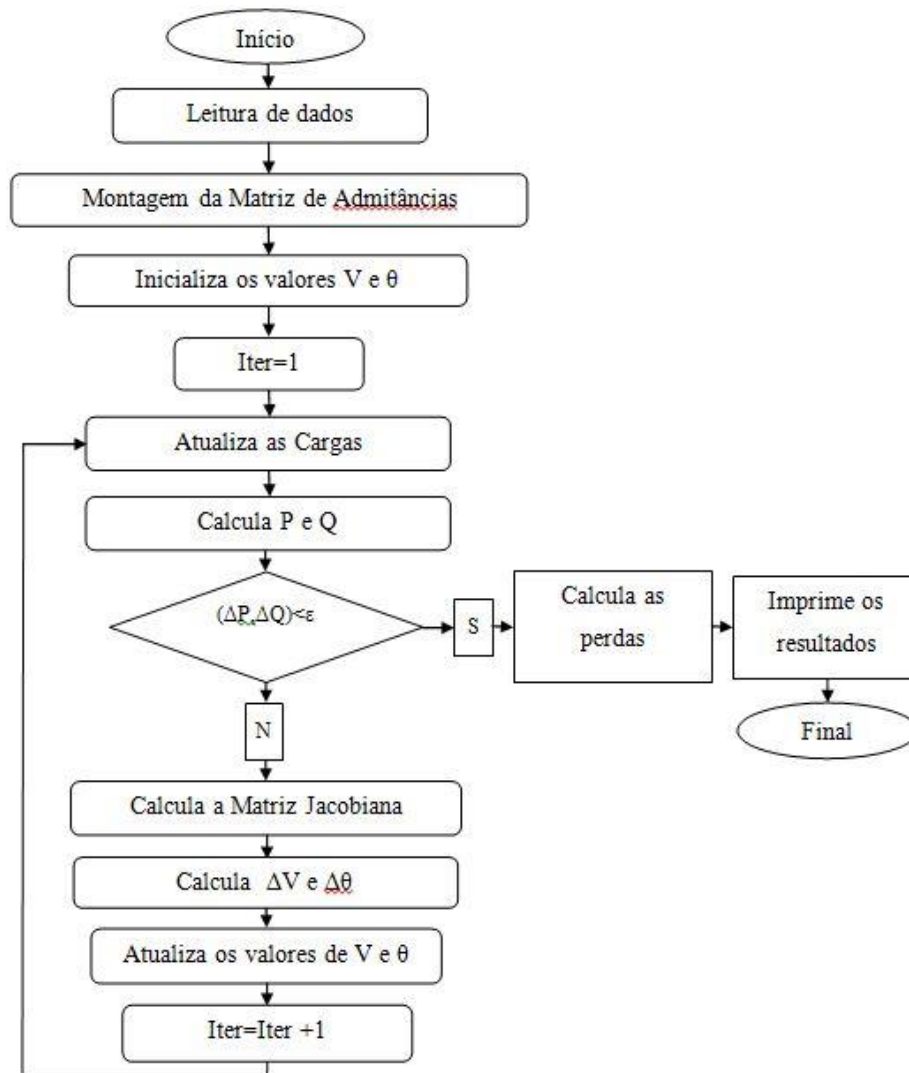 Início
Leitura de dados
Montagem da Matriz de Admitâncias
Inicializa os valores V e θ
Iter=1
Atualiza as Cargas
Calcula P e Q
(ΔP,ΔQ)<ε
S
Calcula as
perdas
Imprime os
resultados
Final
N
Calcula a Matriz Jacobiana
Calcula ΔV e Δθ
Atualiza os valores de V e θ
Iter=Iter +1